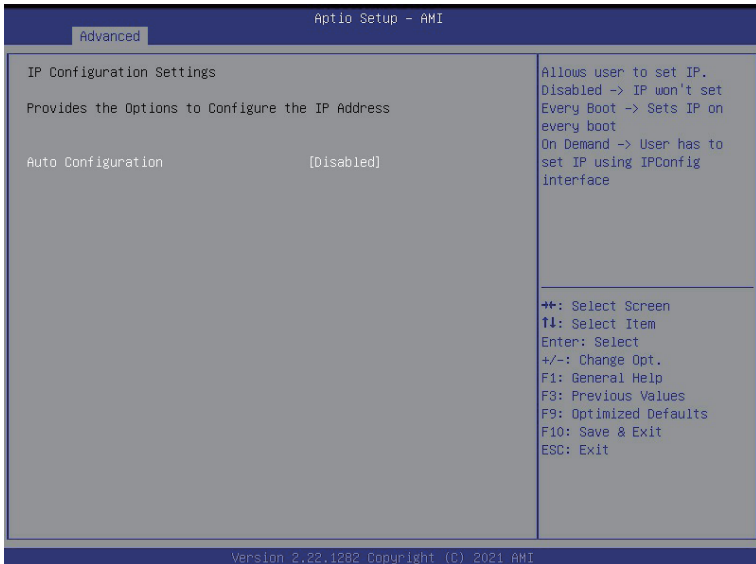 Aptio Setup – AMI
Advanced
IP Configuration Settings
Provides the Options to Configure the IP Address
Auto Configuration [Disabled]
Allows user to set IP.
Disabled -> IP won't set
Every Boot -> Sets IP on
every boot
On Demand -> User has to
set IP using IPConfig
interface
→←: Select Screen
↑↓: Select Item
Enter: Select
+/-: Change Opt.
F1: General Help
F3: Previous Values
F9: Optimized Defaults
F10: Save & Exit
ESC: Exit
Version 2.22.1282 Copyright (C) 2021 AMI